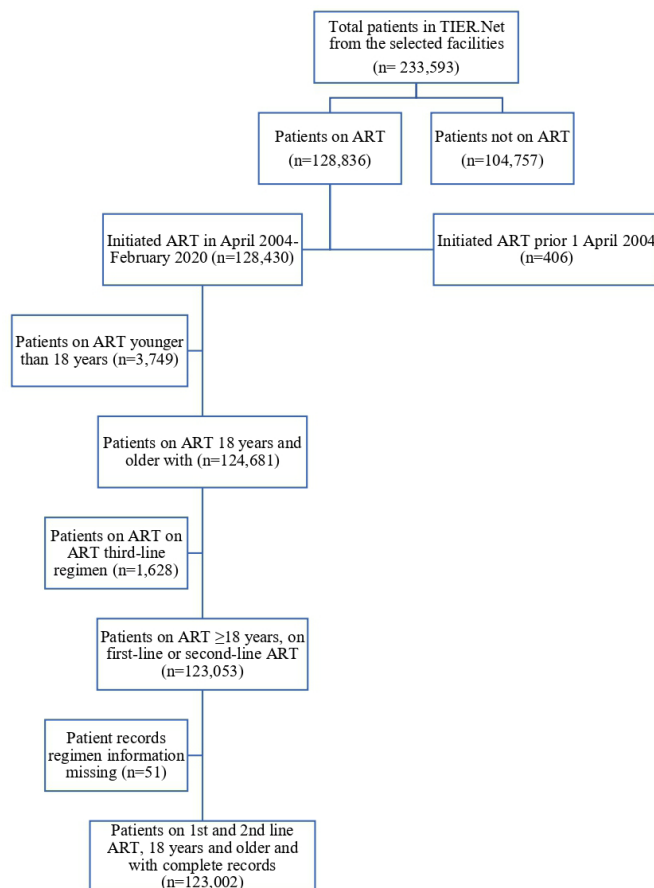 Total patients in TIER.Net
from the selected facilities
(n= 233,593)
Patients on ART
(n=128,836)
Patients not on ART
(n=104,757)
Initiated ART in April 2004-
February 2020 (n=128,430)
Initiated ART prior 1 April 2004
(n=406)
Patients on ART younger
than 18 years (n=3,749)
Patients on ART 18 years and
older with (n=124,681)
Patients on ART on
ART third-line
regimen (n=1,628)
Patients on ART ≥18 years, on
first-line or second-line ART
(n=123,053)
Patient records
regimen information
missing (n=51)
Patients on 1st and 2nd line
ART, 18 years and older and
with complete records
(n=123,002)